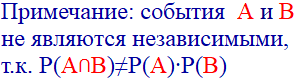 Примечание: события А и В
не являются независимыми,
т.к. Р(А∩В)≠Р(А)·Р(В)